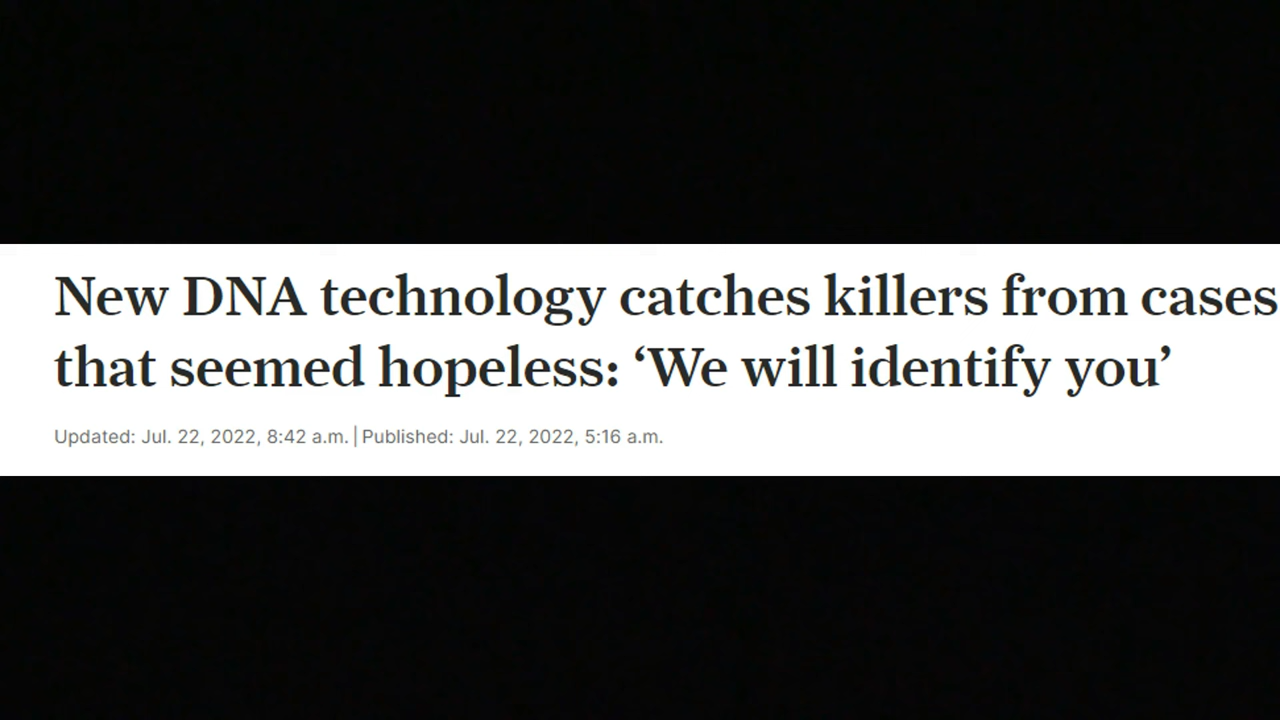 New DNA technology catches killers from cases
that seemed hopeless: ‘We will identify you’
Updated: Jul. 22, 2022, 8:42 a.m. | Published: Jul. 22, 2022, 5:16 a.m.